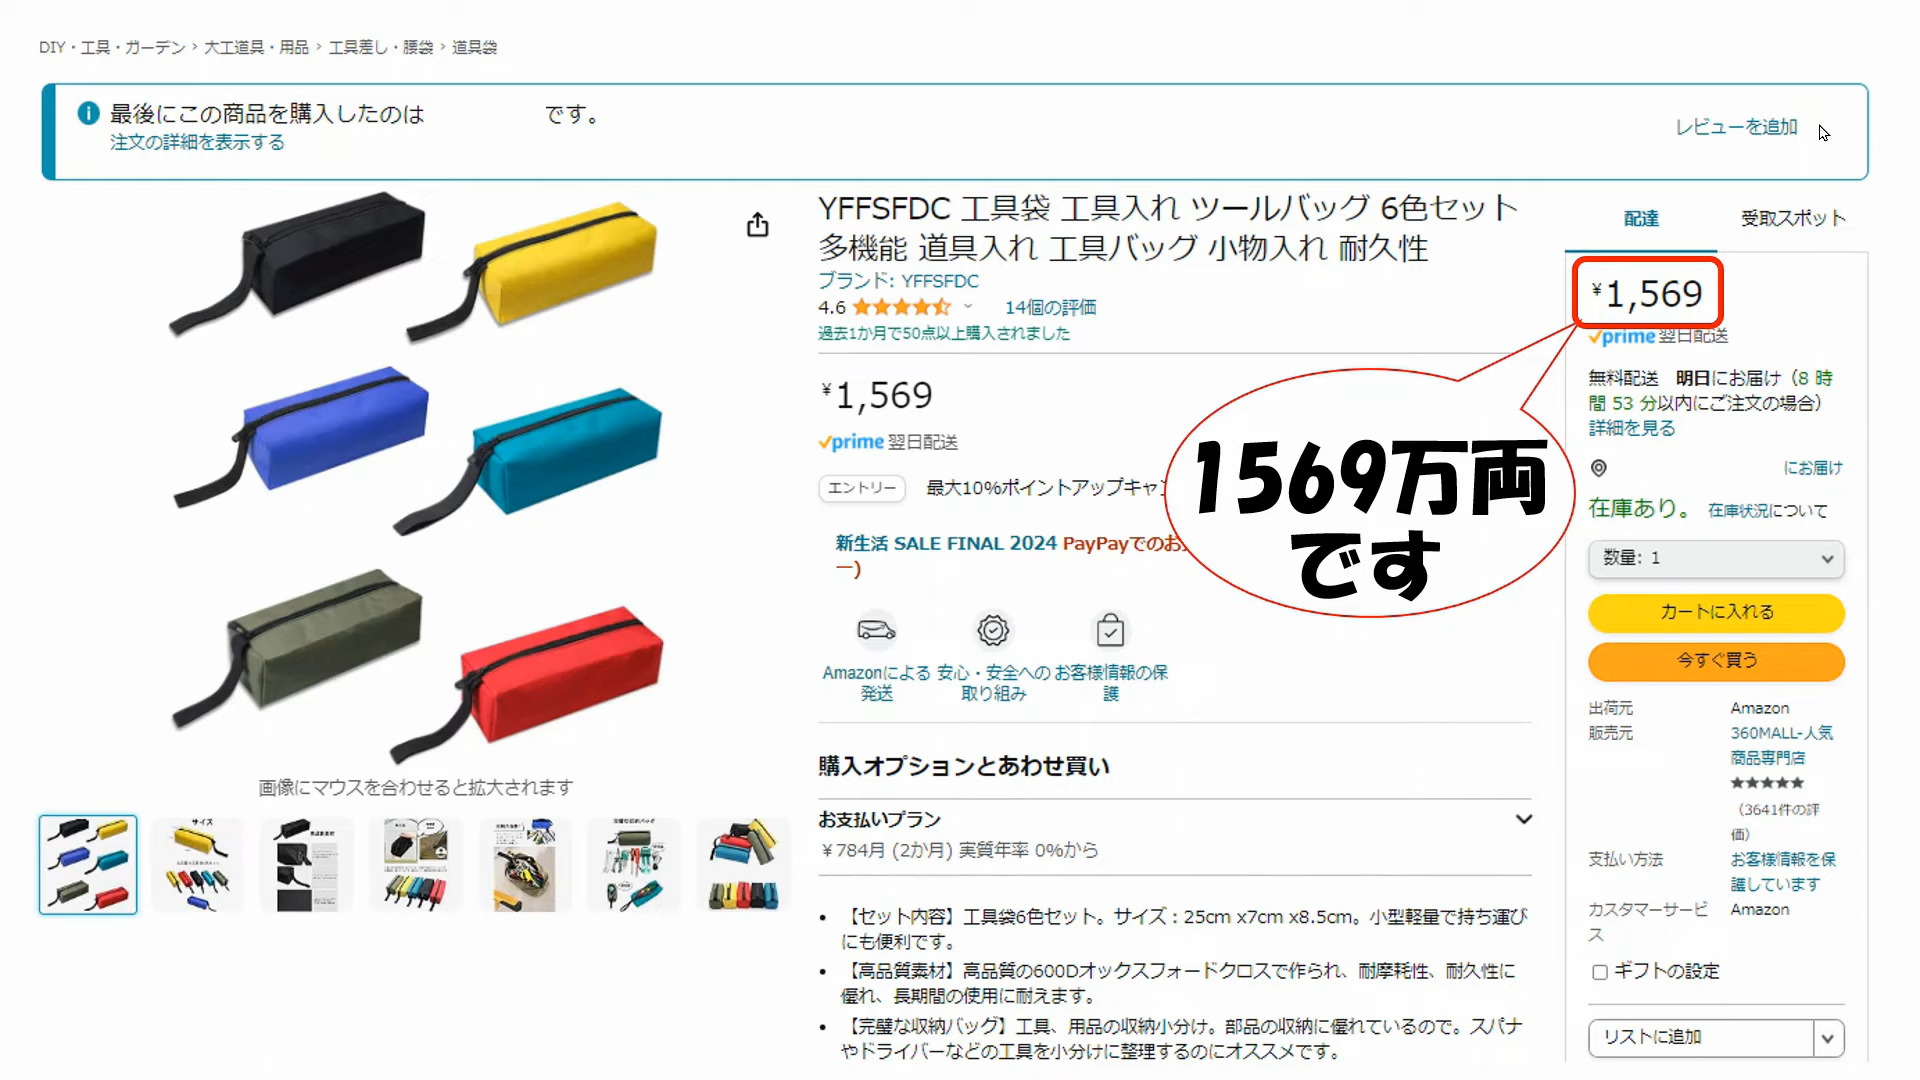 DIY・工具・ガーデン › 大工道具・用品 › 工具差し・腰袋 › 道具袋
最後にこの商品を購入したのは です。
注文の詳細を表示する
レビューを追加
YFFSFDC 工具袋 工具入れ ツールバッグ 6色セット
多機能 道具入れ 工具バッグ 小物入れ 耐久性
ブランド: YFFSFDC
4.6 14個の評価
過去1か月で50点以上購入されました
¥1,569
prime 翌日配送
エントリー 最大10%ポイントアップキャン
新生活 SALE FINAL 2024 PayPayでのお
ー)
Amazonによる
発送
安心・安全への
取り組み
お客様情報の保
護
購入オプションとあわせ買い
お支払いプラン
￥784月 (2か月) 実質年率 0%から
• 【セット内容】工具袋6色セット。サイズ：25cm x7cm x8.5cm。小型軽量で持ち運び
にも便利です。
• 【高品質素材】高品質の600Dオックスフォードクロスで作られ、耐摩耗性、耐久性に
優れ、長期間の使用に耐えます。
• 【完璧な収納バッグ】工具、用品の収納小分け。部品の収納に優れているので。スパナ
やドライバーなどの工具を小分けに整理するのにオススメです。
画像にマウスを合わせると拡大されます
サイズ
1569万両
です
配達 受取スポット
¥1,569
prime 翌日配送
無料配送 明日にお届け（8 時
間 53 分以内にご注文の場合）
詳細を見る
にお届け
在庫あり。 在庫状況について
数量: 1
カートに入れる
今すぐ買う
出荷元 Amazon
販売元 360MALL-人気
商品専門店
★★★★★
（3641件の評
価）
支払い方法 お客様情報を保
護しています
カスタマーサービ Amazon
ス
ギフトの設定
リストに追加